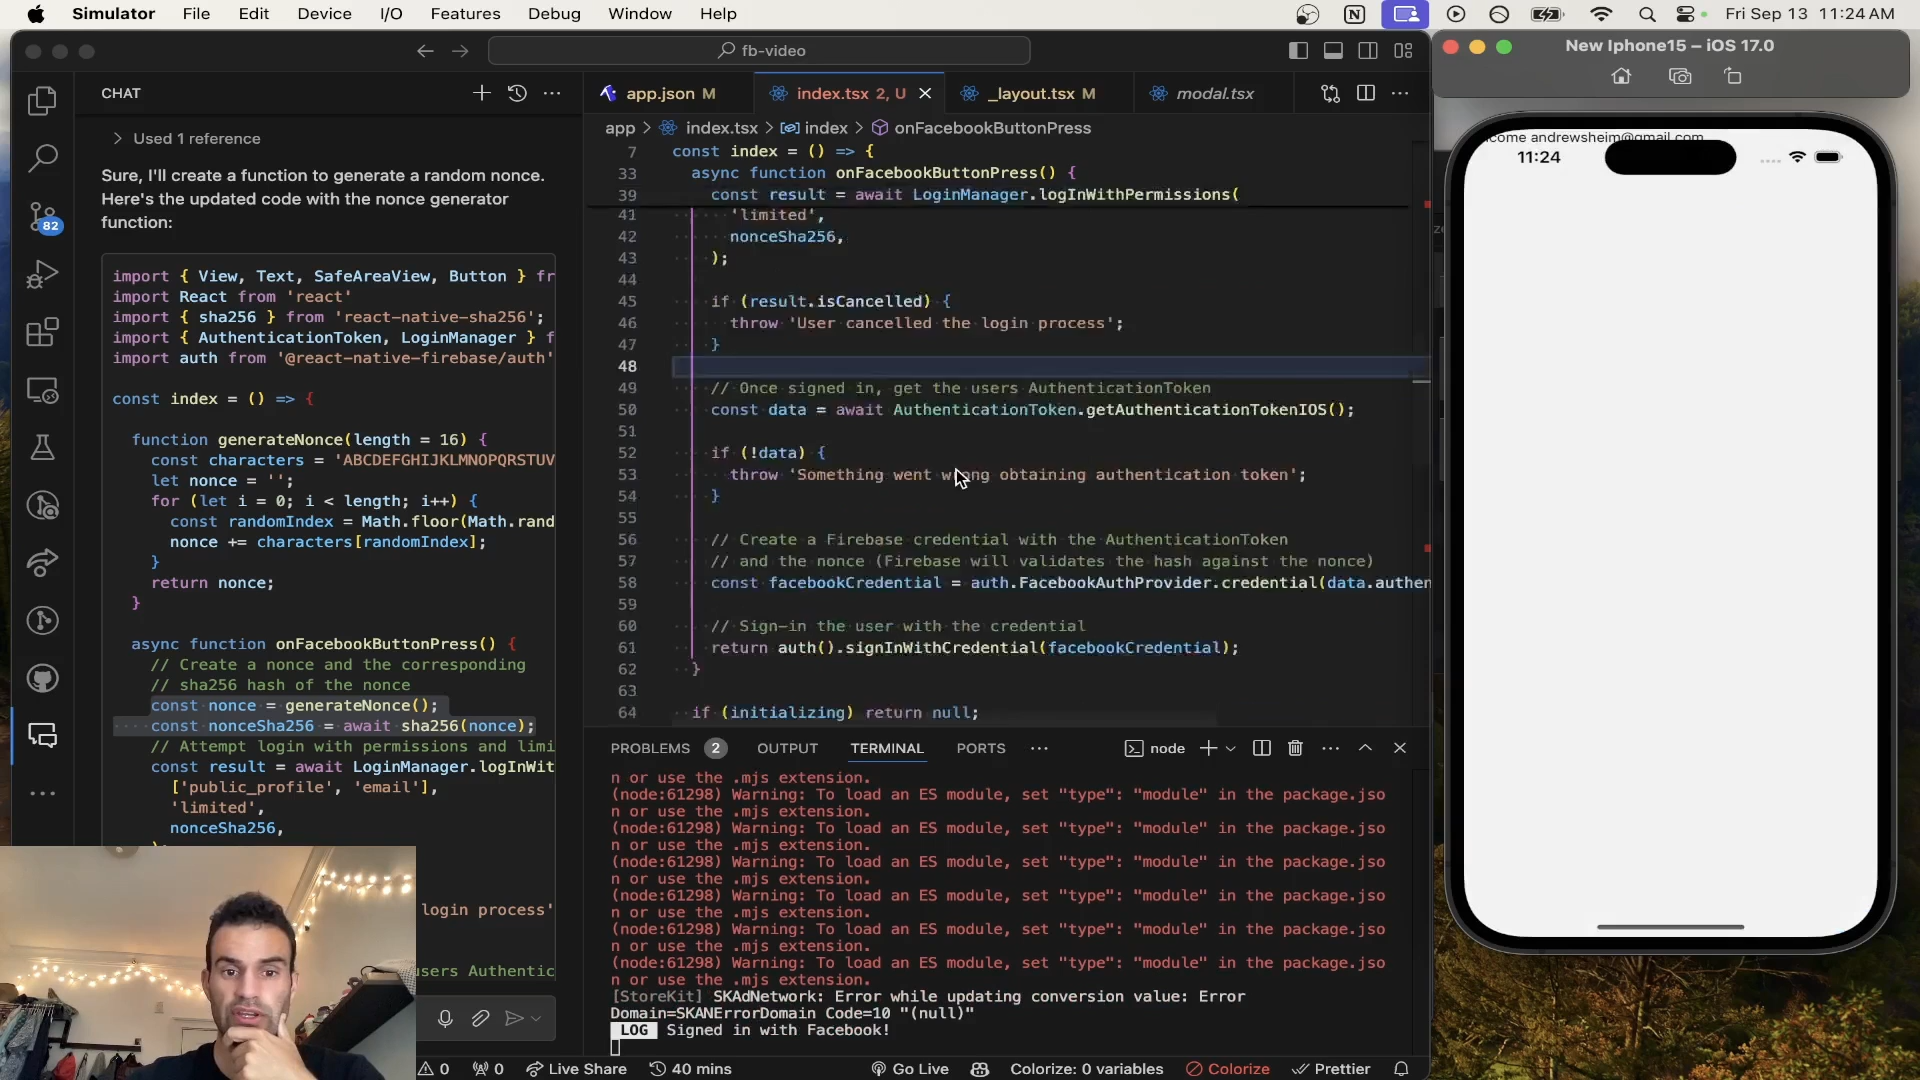 Simulator File Edit Device I/O Features Debug Window Help Fri Sep 13 11:24 AM
fb-video
New Iphone15 – iOS 17.0
CHAT
Used 1 reference
Sure, I'll create a function to generate a random nonce.
Here's the updated code with the nonce generator
function:
import { View, Text, SafeAreaView, Button } fr
import React from 'react'
import { sha256 } from 'react-native-sha256';
import { AuthenticationToken, LoginManager } f
import auth from '@react-native-firebase/auth'
const index = () => {
function generateNonce(length = 16) {
const characters = 'ABCDEFGHIJKLMNOPQRSTUV
let nonce = '';
for (let i = 0; i < length; i++) {
const randomIndex = Math.floor(Math.rand
nonce += characters[randomIndex];
}
return nonce;
}
async function onFacebookButtonPress() {
// Create a nonce and the corresponding
// sha256 hash of the nonce
const nonce = generateNonce();
const nonceSha256 = await sha256(nonce);
// Attempt login with permissions and limi
const result = await LoginManager.logInWit
['public_profile', 'email'],
'limited',
nonceSha256,
login process'
users Authentic
82
app.json M index.tsx 2, U _layout.tsx M modal.tsx
app > index.tsx > index > onFacebookButtonPress
7 const index = () => {
33 async function onFacebookButtonPress() {
39 const result = await LoginManager.logInWithPermissions(
41 'limited',
42 nonceSha256,
43 );
44
45 if (result.isCancelled) {
46 throw 'User cancelled the login process';
47 }
48
49 // Once signed in, get the users AuthenticationToken
50 const data = await AuthenticationToken.getAuthenticationTokenIOS();
51
52 if (!data) {
53 throw 'Something went wrong obtaining authentication token';
54 }
55
56 // Create a Firebase credential with the AuthenticationToken
57 // and the nonce (Firebase will validates the hash against the nonce)
58 const facebookCredential = auth.FacebookAuthProvider.credential(data.authen
59
60 // Sign-in the user with the credential
61 return auth().signInWithCredential(facebookCredential);
62 }
63
64 if (initializing) return null;
PROBLEMS 2 OUTPUT TERMINAL PORTS node
n or use the .mjs extension.
(node:61298) Warning: To load an ES module, set "type": "module" in the package.jso
n or use the .mjs extension.
(node:61298) Warning: To load an ES module, set "type": "module" in the package.jso
n or use the .mjs extension.
(node:61298) Warning: To load an ES module, set "type": "module" in the package.jso
n or use the .mjs extension.
(node:61298) Warning: To load an ES module, set "type": "module" in the package.jso
n or use the .mjs extension.
(node:61298) Warning: To load an ES module, set "type": "module" in the package.jso
n or use the .mjs extension.
(node:61298) Warning: To load an ES module, set "type": "module" in the package.jso
n or use the .mjs extension.
[StoreKit] SKAdNetwork: Error while updating conversion value: Error
Domain=SKANErrorDomain Code=10 "(null)"
LOG Signed in with Facebook!
0 0 Live Share 40 mins Go Live Colorize: 0 variables Colorize Prettier
come andrewsheim@gmail.com
11:24